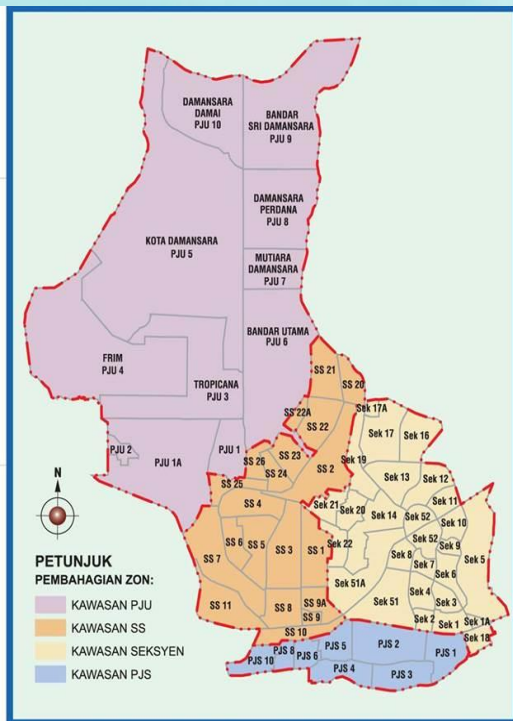 DAMANSARA
DAMAI
PJU 10
BANDAR
SRI DAMANSARA
PJU 9
DAMANSARA
PERDANA
PJU 8
KOTA DAMANSARA
PJU 5
MUTIARA
DAMANSARA
PJU 7
BANDAR UTAMA
PJU 6
FRIM
PJU 4
TROPICANA
PJU 3
SS 21
SS 20
SS 22A
SS 22
Sek 17A
Sek 17
Sek 16
PJU 2
PJU 1A
PJU 1
SS 26
SS 23
SS 24
SS 2
Sek 19
Sek 13
Sek 12
SS 25
SS 4
Sek 21
Sek 20
Sek 14
Sek 11
Sek 52
Sek 10
SS 6
SS 5
SS 3
SS 1
Sek 22
Sek 52
Sek 9
SS 7
Sek 8
Sek 7
Sek 6
Sek 5
Sek 51A
SS 11
SS 8
SS 9A
SS 9
Sek 51
Sek 4
Sek 3
SS 10
Sek 2
Sek 1
Sek 1A
Sek 18
PJS 10
PJS 8
PJS 6
PJS 5
PJS 4
PJS 2
PJS 3
PJS 1
N
PETUNJUK
PEMBAHAGIAN ZON:
KAWASAN PJU
KAWASAN SS
KAWASAN SEKSYEN
KAWASAN PJS